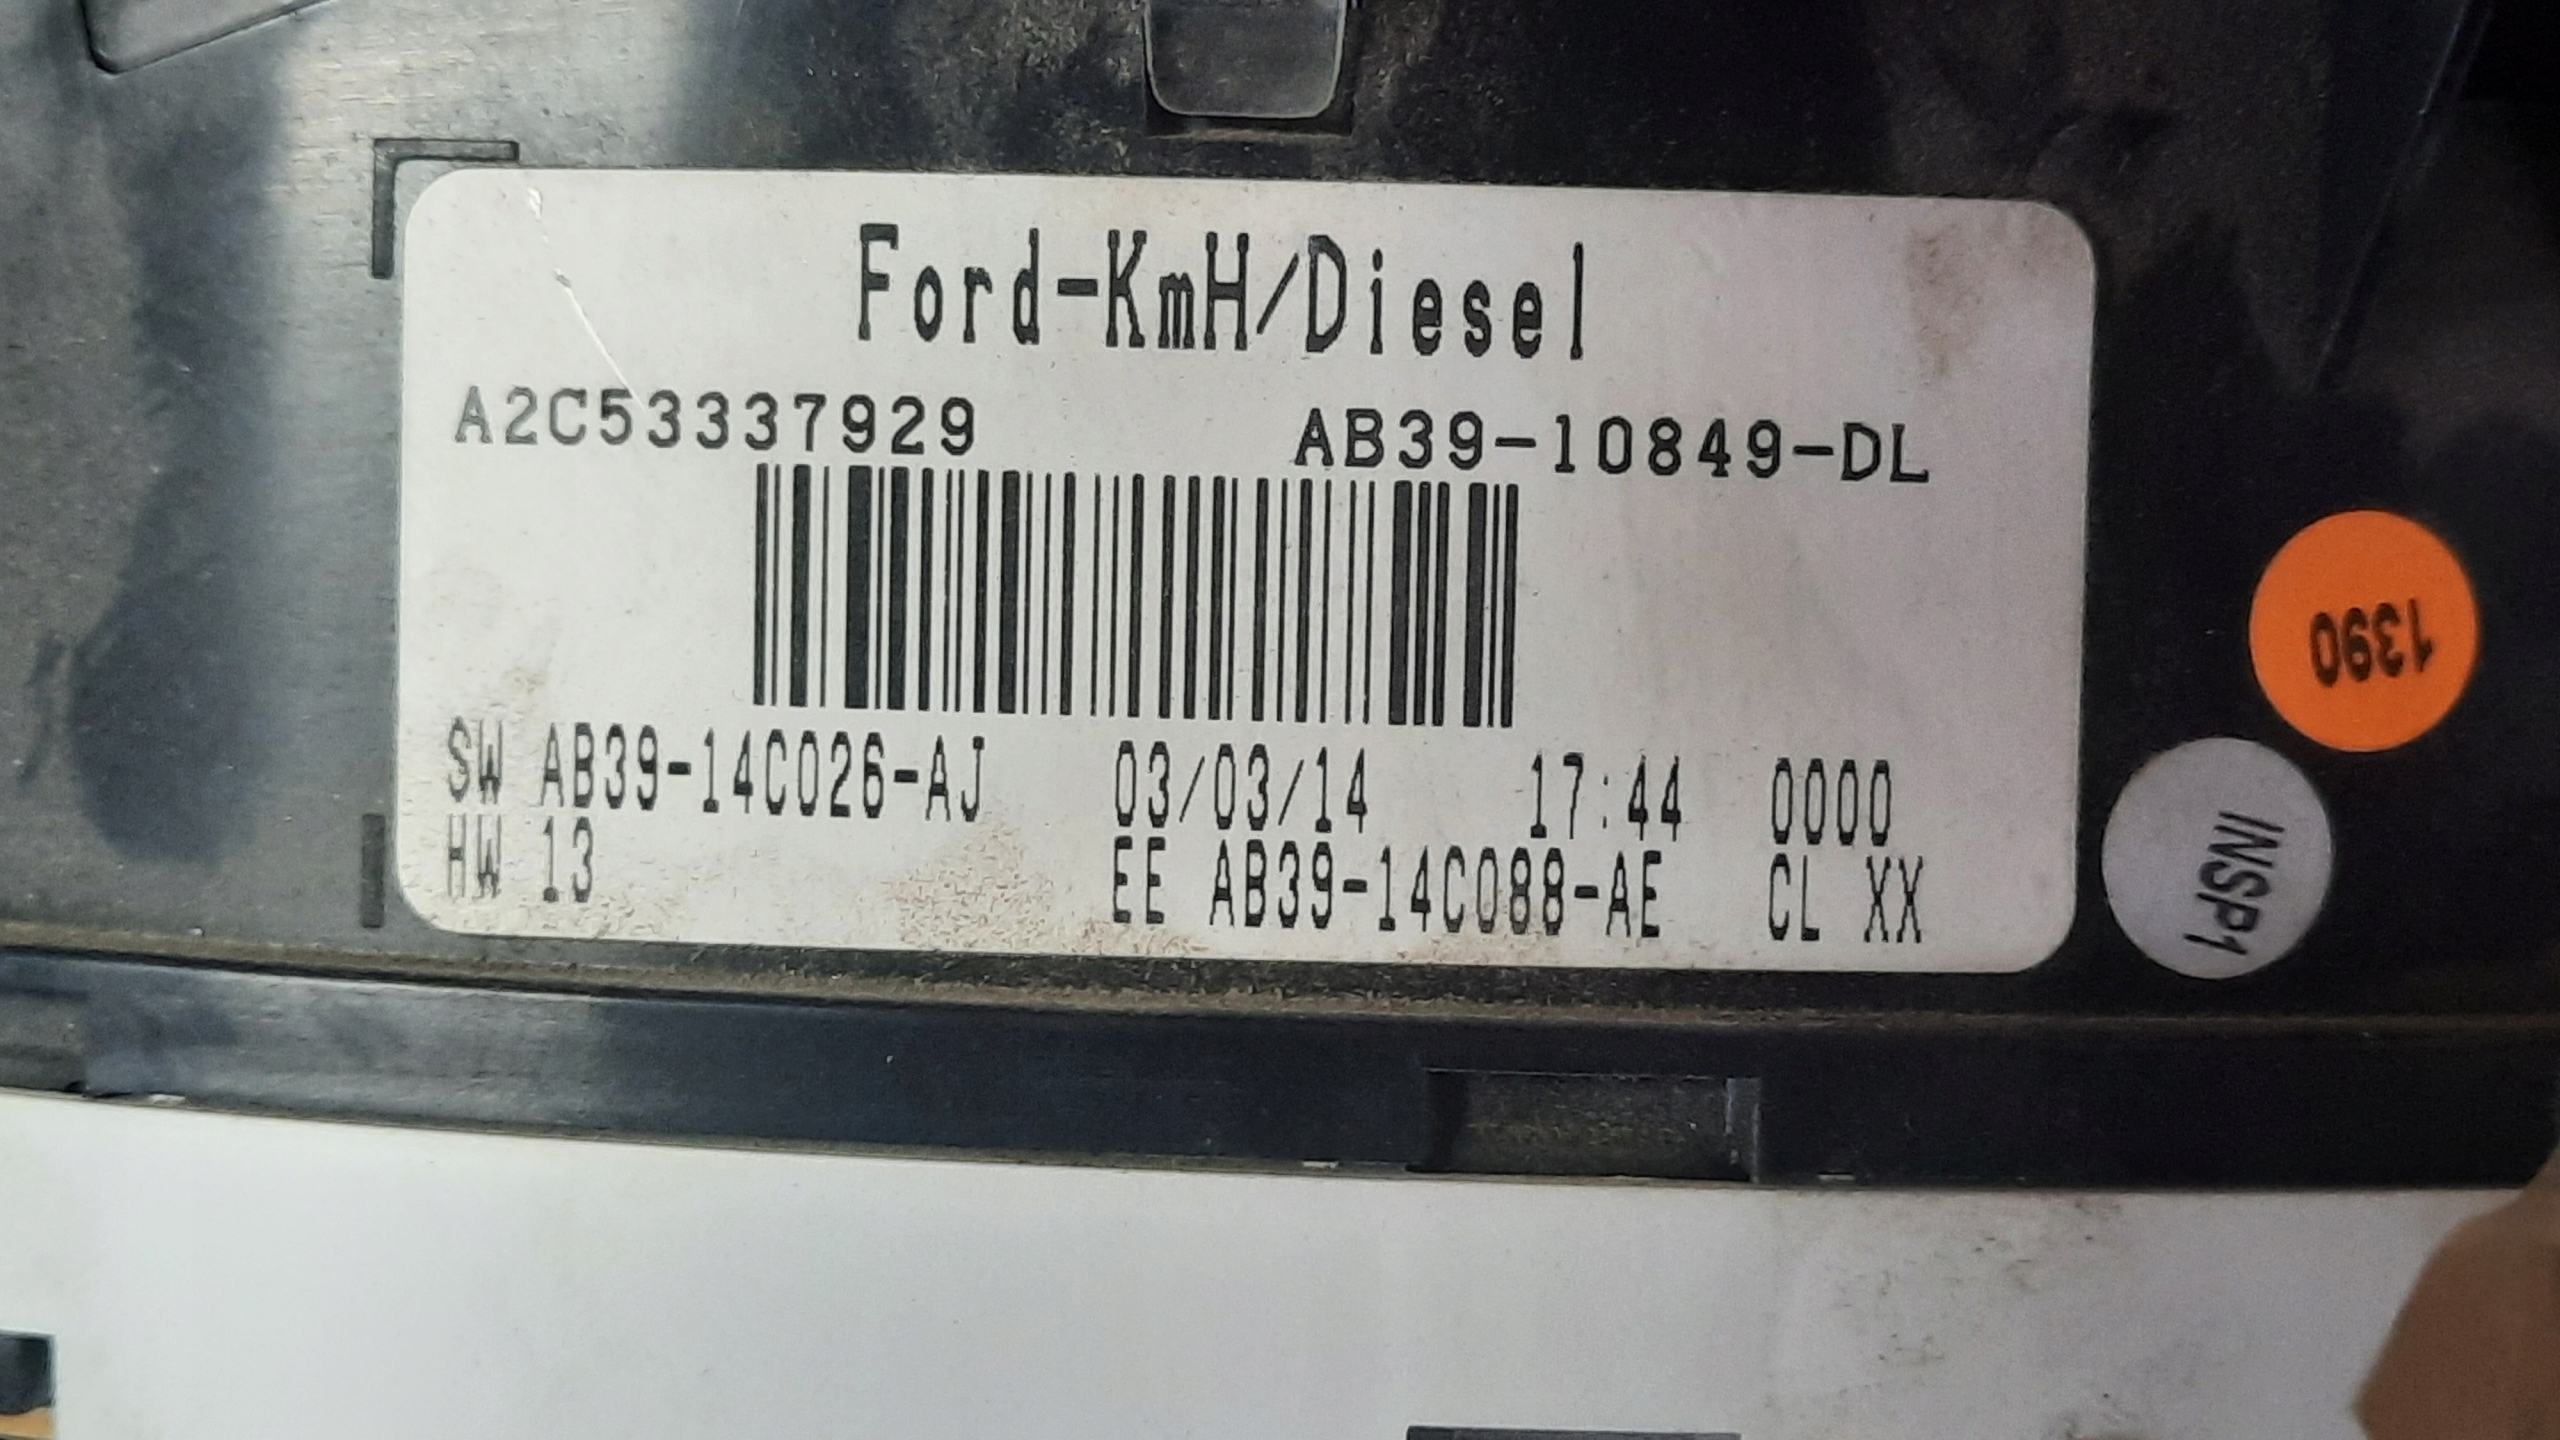 Ford-KmH/Diesel
A2C53337929 AB39-10849-DL
SW AB39-14C026-AJ 03/03/14 17:44 0000
HW 13 EE AB39-14C088-AE CL XX
1390
INSP1